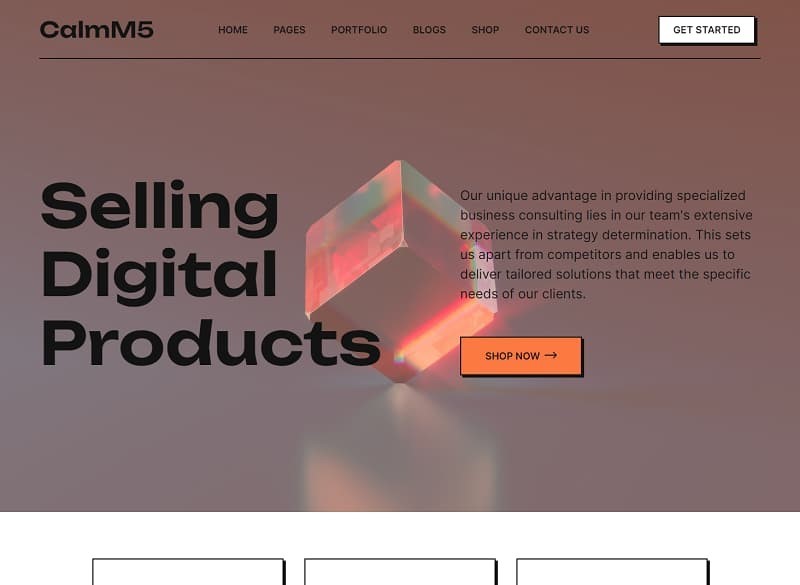 CalmM5
HOME PAGES PORTFOLIO BLOGS SHOP CONTACT US
GET STARTED
Selling
Digital
Products
Our unique advantage in providing specialized
business consulting lies in our team's extensive
experience in strategy determination. This sets
us apart from competitors and enables us to
deliver tailored solutions that meet the specific
needs of our clients.
SHOP NOW →